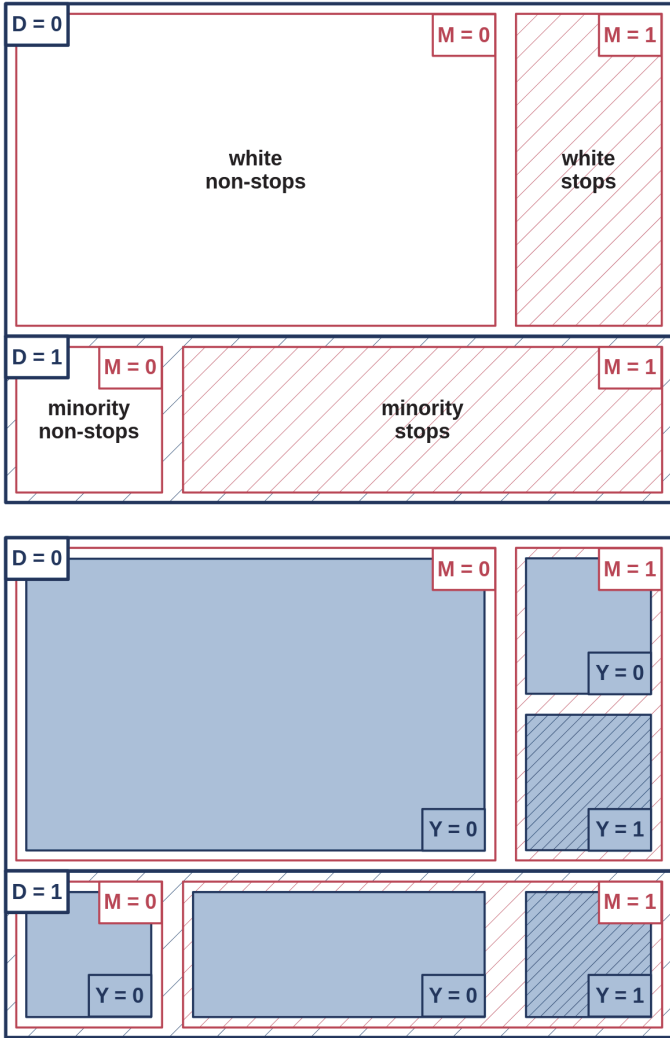 D = 0
M = 0
M = 1
white
non-stops
white
stops
D = 1
M = 0
M = 1
minority
non-stops
minority
stops
D = 0
M = 0
M = 1
Y = 0
Y = 0
Y = 1
D = 1
M = 0
M = 1
Y = 0
Y = 0
Y = 1